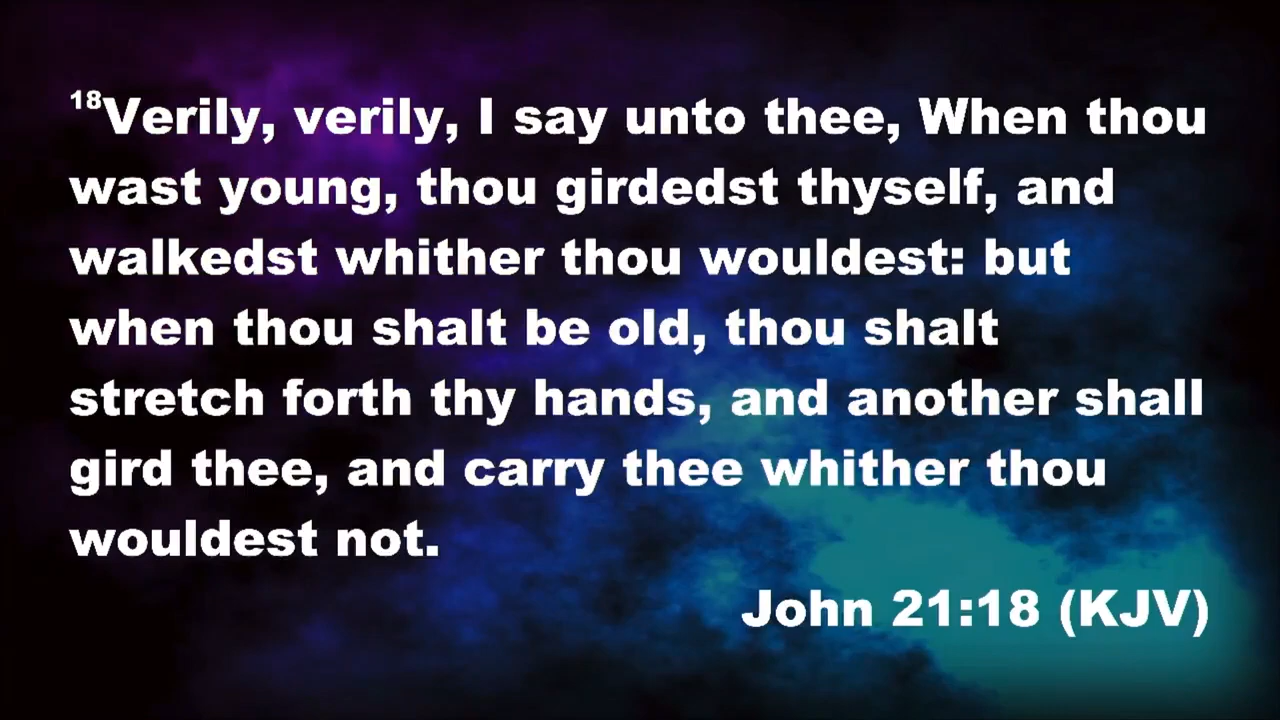 18Verily, verily, I say unto thee, When thou
wast young, thou girdedst thyself, and
walkedst whither thou wouldest: but
when thou shalt be old, thou shalt
stretch forth thy hands, and another shall
gird thee, and carry thee whither thou
wouldest not.
John 21:18 (KJV)